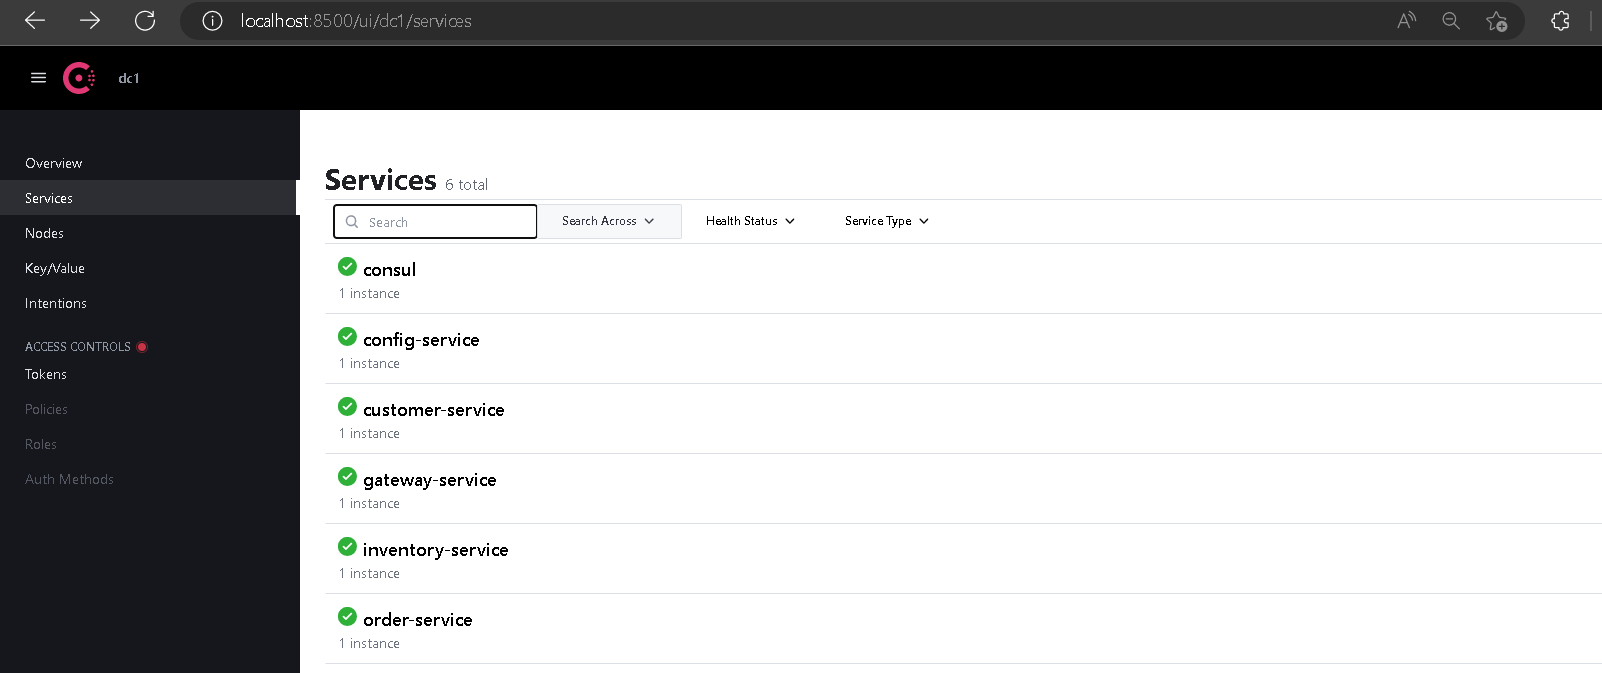 localhost:8500/ui/dc1/services
dc1
Overview
Services
Nodes
Key/Value
Intentions
ACCESS CONTROLS
Tokens
Policies
Roles
Auth Methods
Services 6 total
Search Search Across Health Status Service Type
consul
1 instance
config-service
1 instance
customer-service
1 instance
gateway-service
1 instance
inventory-service
1 instance
order-service
1 instance